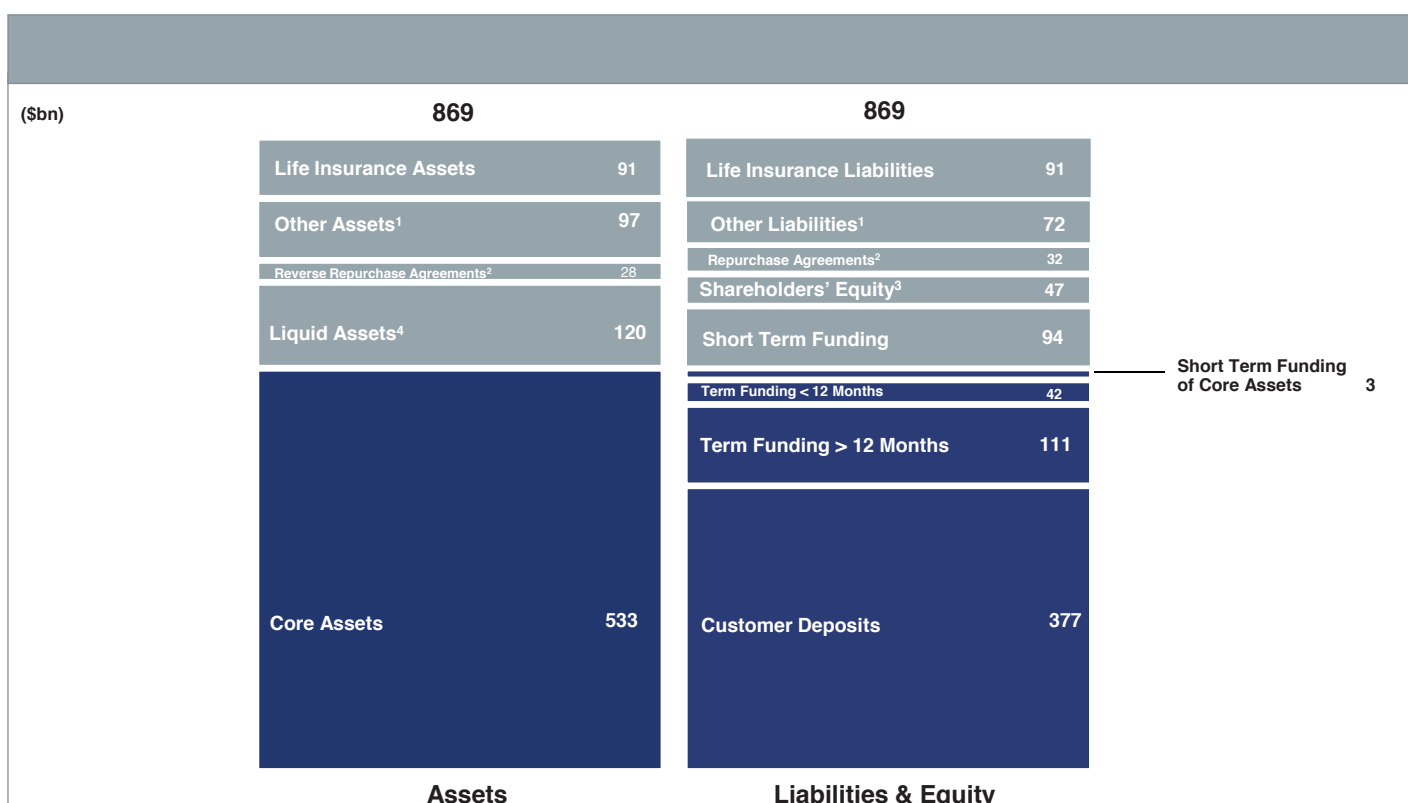 ($bn)
869
869
Life Insurance Assets 91
Other Assets¹ 97
Reverse Repurchase Agreements² 28
Liquid Assets⁴ 120
Core Assets 533
Life Insurance Liabilities 91
Other Liabilities¹ 72
Repurchase Agreements² 32
Shareholders’ Equity³ 47
Short Term Funding 94
Short Term Funding
of Core Assets 3
Term Funding < 12 Months 42
Term Funding > 12 Months 111
Customer Deposits 377
Assets
Liabilities & Equity